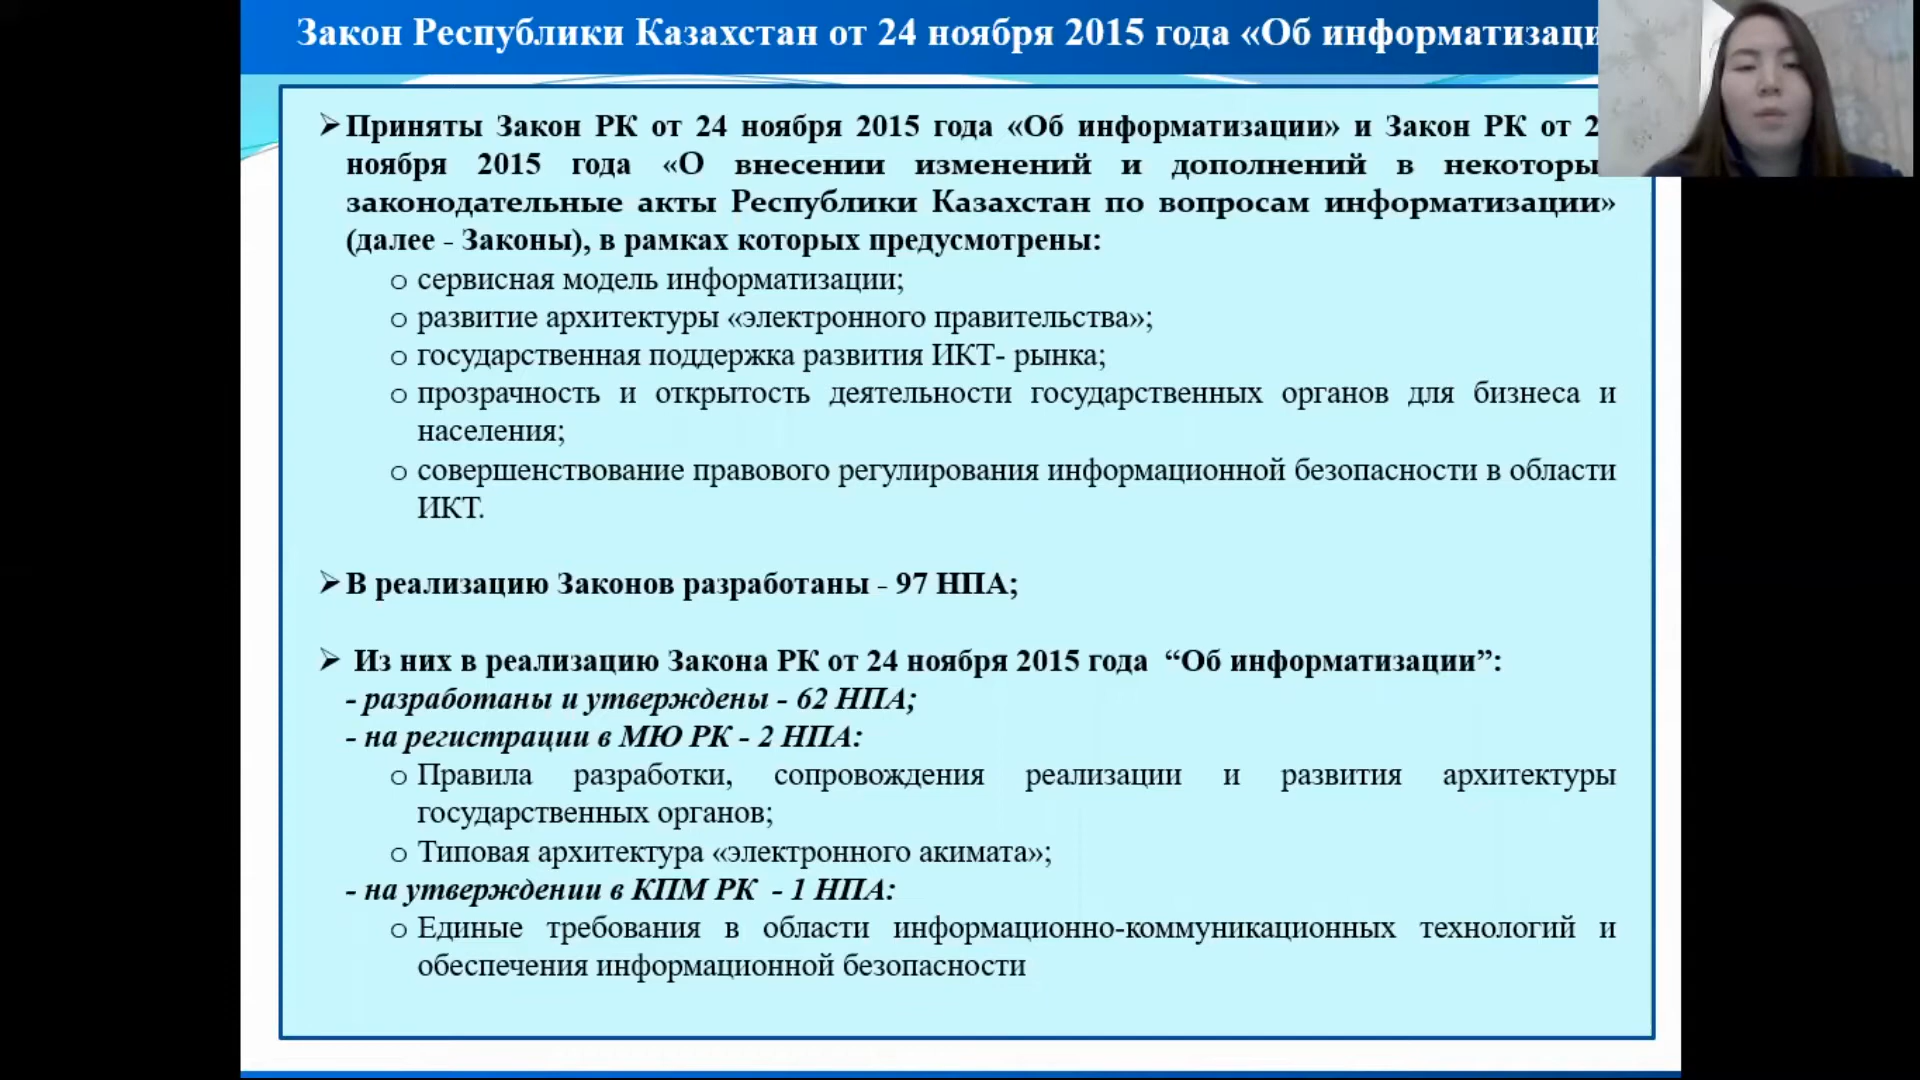 Закон Республики Казахстан от 24 ноября 2015 года «Об информатизаци
➢Приняты Закон РК от 24 ноября 2015 года «Об информатизации» и Закон РК от 2
ноября 2015 года «О внесении изменений и дополнений в некоторы
законодательные акты Республики Казахстан по вопросам информатизации»
(далее - Законы), в рамках которых предусмотрены:
o сервисная модель информатизации;
o развитие архитектуры «электронного правительства»;
o государственная поддержка развития ИКТ- рынка;
o прозрачность и открытость деятельности государственных органов для бизнеса и
населения;
o совершенствование правового регулирования информационной безопасности в области
ИКТ.
➢В реализацию Законов разработаны - 97 НПА;
➢ Из них в реализацию Закона РК от 24 ноября 2015 года “Об информатизации”:
- разработаны и утверждены - 62 НПА;
- на регистрации в МЮ РК - 2 НПА:
o Правила разработки, сопровождения реализации и развития архитектуры
государственных органов;
o Типовая архитектура «электронного акимата»;
- на утверждении в КПМ РК - 1 НПА:
o Единые требования в области информационно-коммуникационных технологий и
обеспечения информационной безопасности